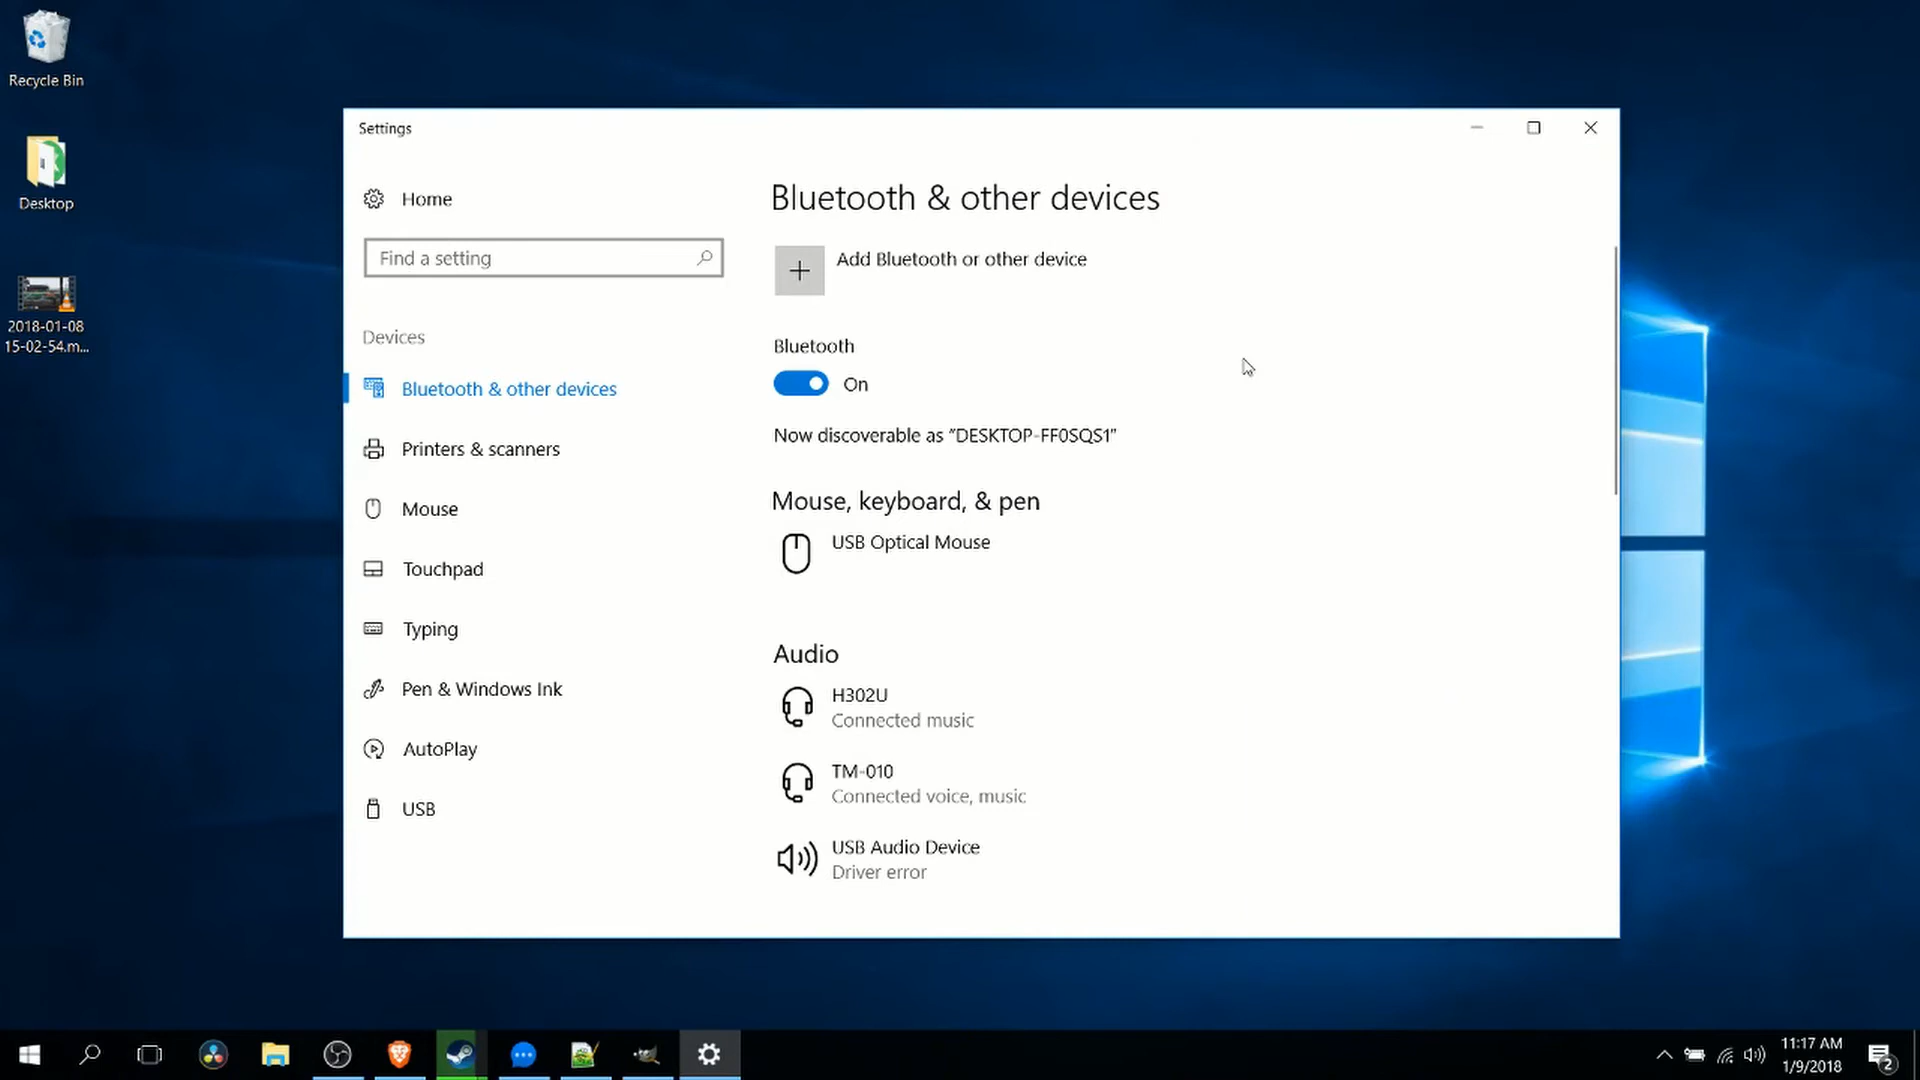 Recycle Bin
Desktop
2018-01-08
15-02-54.m...
Settings
Home
Find a setting
Devices
Bluetooth & other devices
Printers & scanners
Mouse
Touchpad
Typing
Pen & Windows Ink
AutoPlay
USB
Bluetooth & other devices
Add Bluetooth or other device
Bluetooth
On
Now discoverable as "DESKTOP-FF0SQS1"
Mouse, keyboard, & pen
USB Optical Mouse
Audio
H302U
Connected music
TM-010
Connected voice, music
USB Audio Device
Driver error
11:17 AM
1/9/2018
2